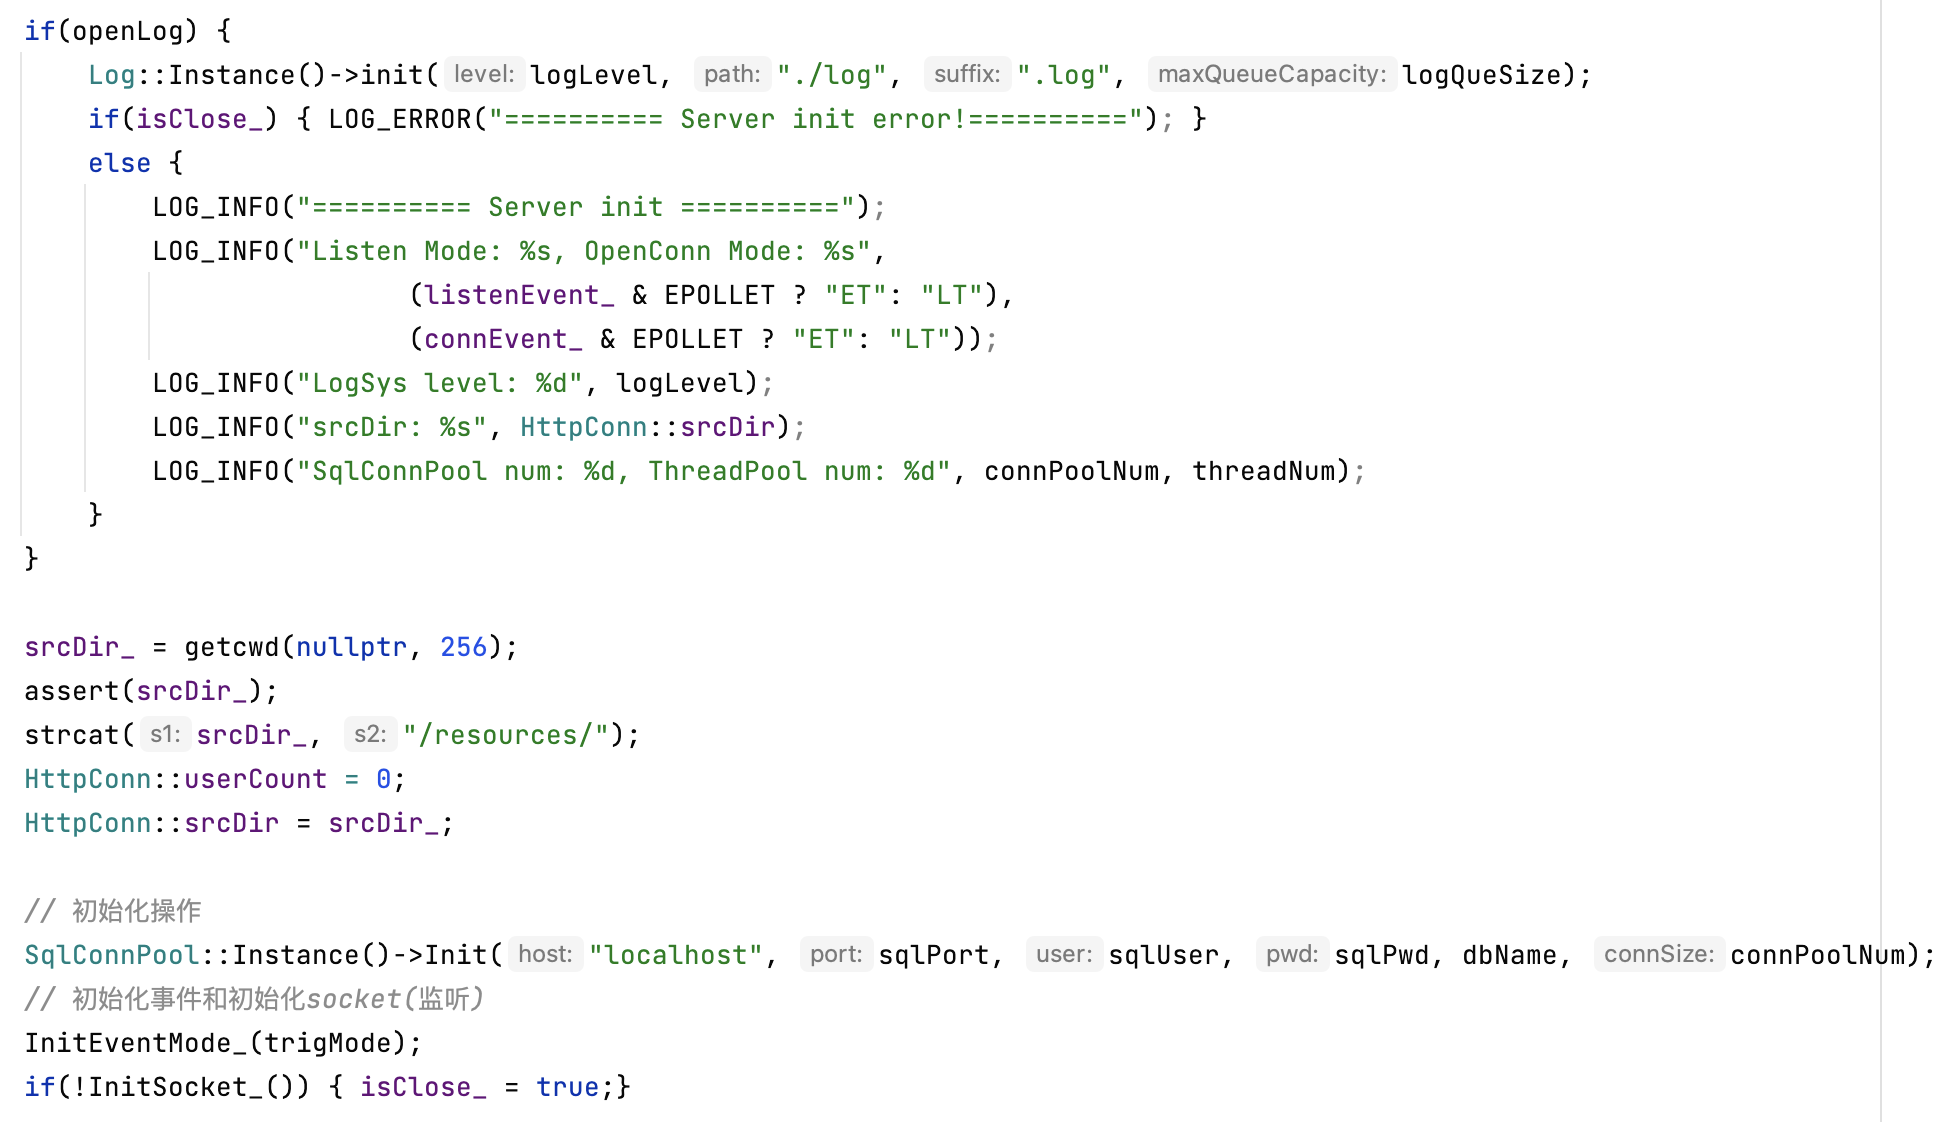 if(openLog) {
Log::Instance()->init( level: logLevel, path: "./log", suffix: ".log", maxQueueCapacity: logQueSize);
if(isClose_) { LOG_ERROR("========== Server init error!=========="); }
else {
LOG_INFO("========== Server init ==========");
LOG_INFO("Listen Mode: %s, OpenConn Mode: %s",
(listenEvent_ & EPOLLET ? "ET": "LT"),
(connEvent_ & EPOLLET ? "ET": "LT"));
LOG_INFO("LogSys level: %d", logLevel);
LOG_INFO("srcDir: %s", HttpConn::srcDir);
LOG_INFO("SqlConnPool num: %d, ThreadPool num: %d", connPoolNum, threadNum);
}
}
srcDir_ = getcwd(nullptr, 256);
assert(srcDir_);
strcat( s1: srcDir_, s2: "/resources/");
HttpConn::userCount = 0;
HttpConn::srcDir = srcDir_;
// 初始化操作
SqlConnPool::Instance()->Init( host: "localhost", port: sqlPort, user: sqlUser, pwd: sqlPwd, dbName, connSize: connPoolNum);
// 初始化事件和初始化socket(监听)
InitEventMode_(trigMode);
if(!InitSocket_()) { isClose_ = true;}